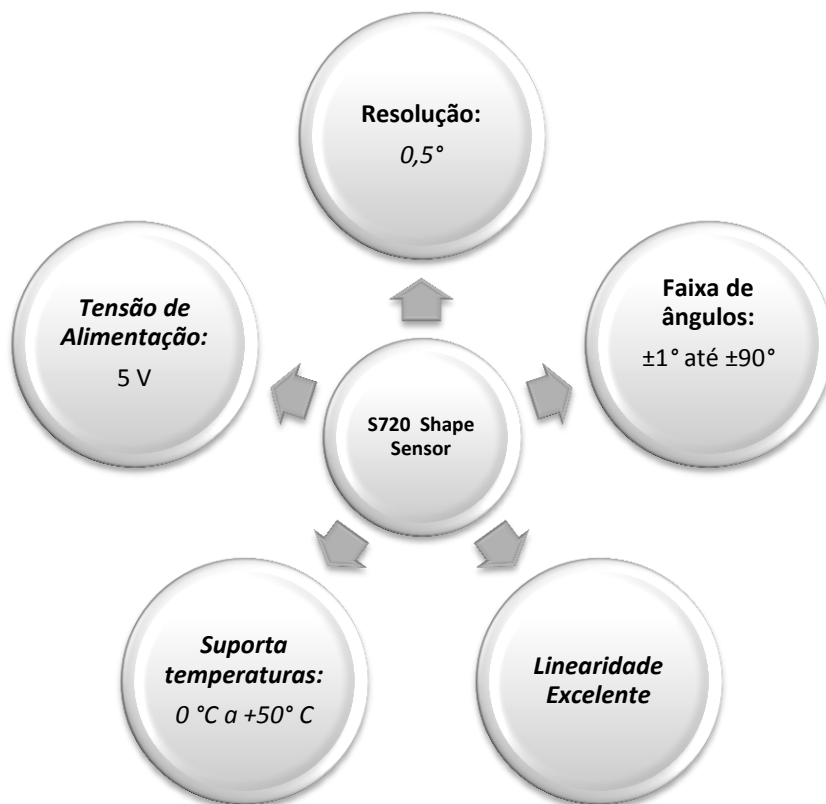 Resolução:
0,5°
Tensão de
Alimentação:
5 V
Faixa de
ângulos:
±1° até ±90°
S720 Shape
Sensor
Suporta
temperaturas:
0 °C a +50° C
Linearidade
Excelente